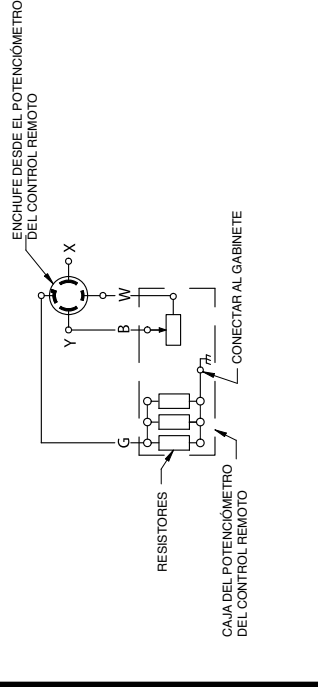 ENCHUFE DESDE EL POTENCIÓMETRO
DEL CONTROL REMOTO
X
Y
W
B
G
CONECTAR AL GABINETE
RESISTORES
CAJA DEL POTENCIÓMETRO
DEL CONTROL REMOTO